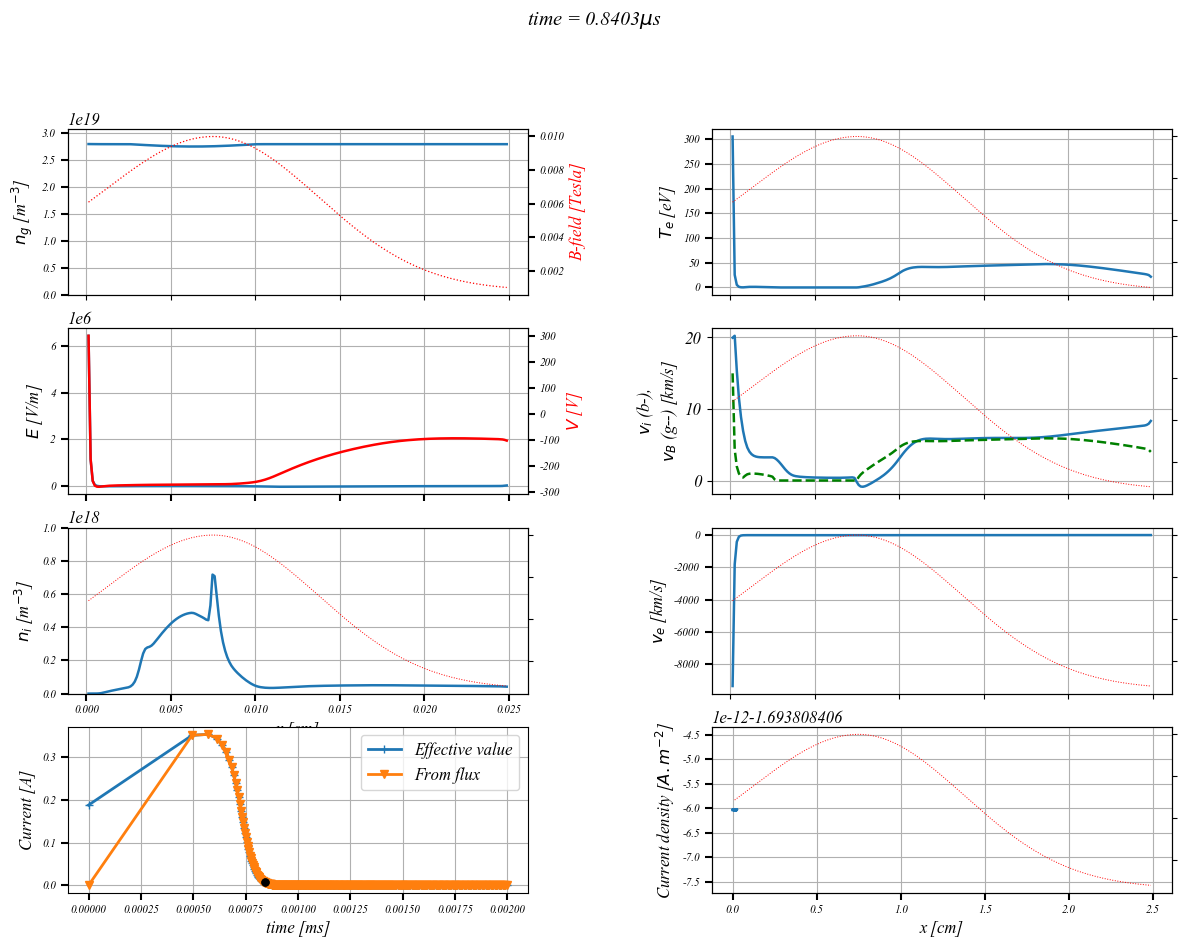 time = 0.8403μs
1e19
3.0
2.5
2.0
1.5
1.0
0.5
0.0
n_g [m⁻³]
0.010
0.008
0.006
0.004
0.002
B-field [Tesla]
300
250
200
150
100
50
0
T_e [eV]
1e6
6
4
2
0
E [V/m]
300
200
100
0
-100
-200
-300
V [V]
20
10
0
v_i (b-),
v_B (g--) [km/s]
1e18
1.0
0.8
0.6
0.4
0.2
0.0
n_i [m⁻³]
0.000 0.005 0.010 0.015 0.020 0.025
0
-2000
-4000
-6000
-8000
v_e [km/s]
0.3
0.2
0.1
0.0
Current [A]
Effective value
From flux
0.00000 0.00025 0.00050 0.00075 0.00100 0.00125 0.00150 0.00175 0.00200
time [ms]
1e-12-1.693808406
-4.5
-5.0
-5.5
-6.0
-6.5
-7.0
-7.5
Current density [A.m⁻²]
0.0 0.5 1.0 1.5 2.0 2.5
x [cm]